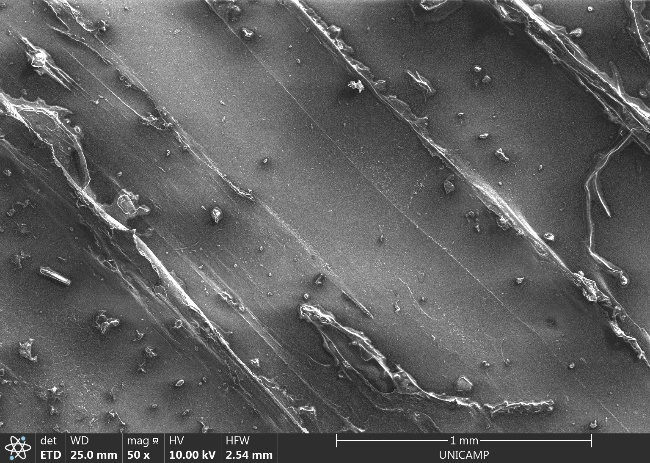 det WD mag HV HFW 1 mm
ETD 25.0 mm 50 x 10.00 kV 2.54 mm UNICAMP